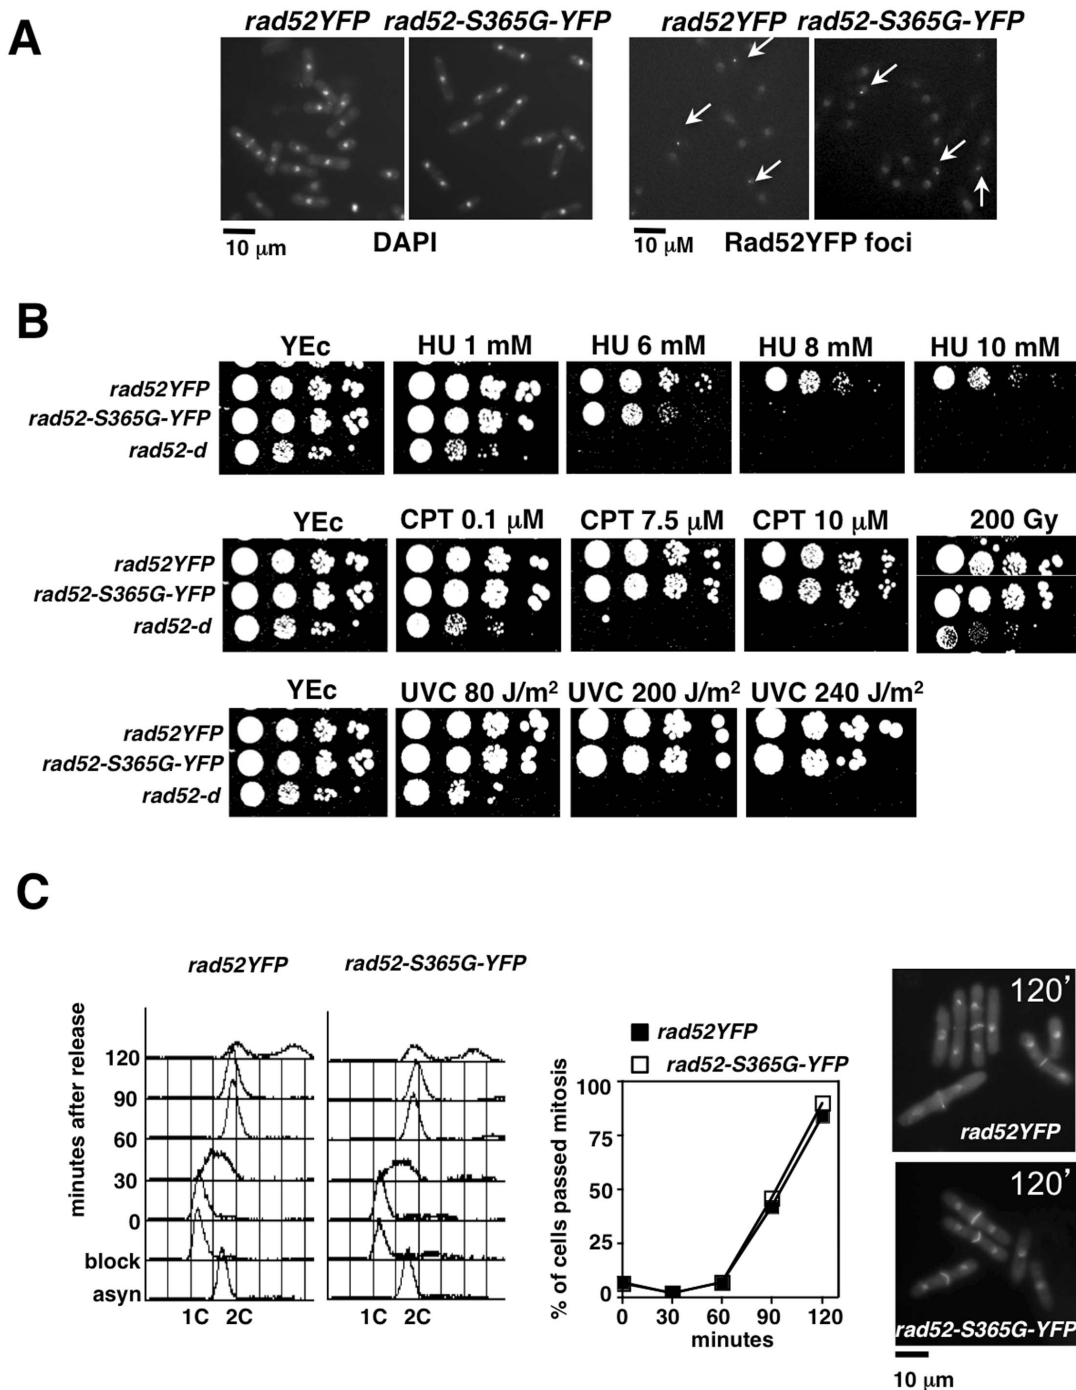 A
rad52YFP rad52-S365G-YFP rad52YFP rad52-S365G-YFP
10 μm DAPI 10 μM Rad52YFP foci
B
YEc HU 1 mM HU 6 mM HU 8 mM HU 10 mM
rad52YFP
rad52-S365G-YFP
rad52-d
YEc CPT 0.1 μM CPT 7.5 μM CPT 10 μM 200 Gy
rad52YFP
rad52-S365G-YFP
rad52-d
YEc UVC 80 J/m² UVC 200 J/m² UVC 240 J/m²
rad52YFP
rad52-S365G-YFP
rad52-d
C
rad52YFP rad52-S365G-YFP
minutes after release
120
90
60
30
0
block
asyn
1C 2C 1C 2C
rad52YFP
rad52-S365G-YFP
% of cells passed mitosis
100
75
50
25
0
0 30 60 90 120
minutes
120'
rad52YFP
120'
rad52-S365G-YFP
10 μm